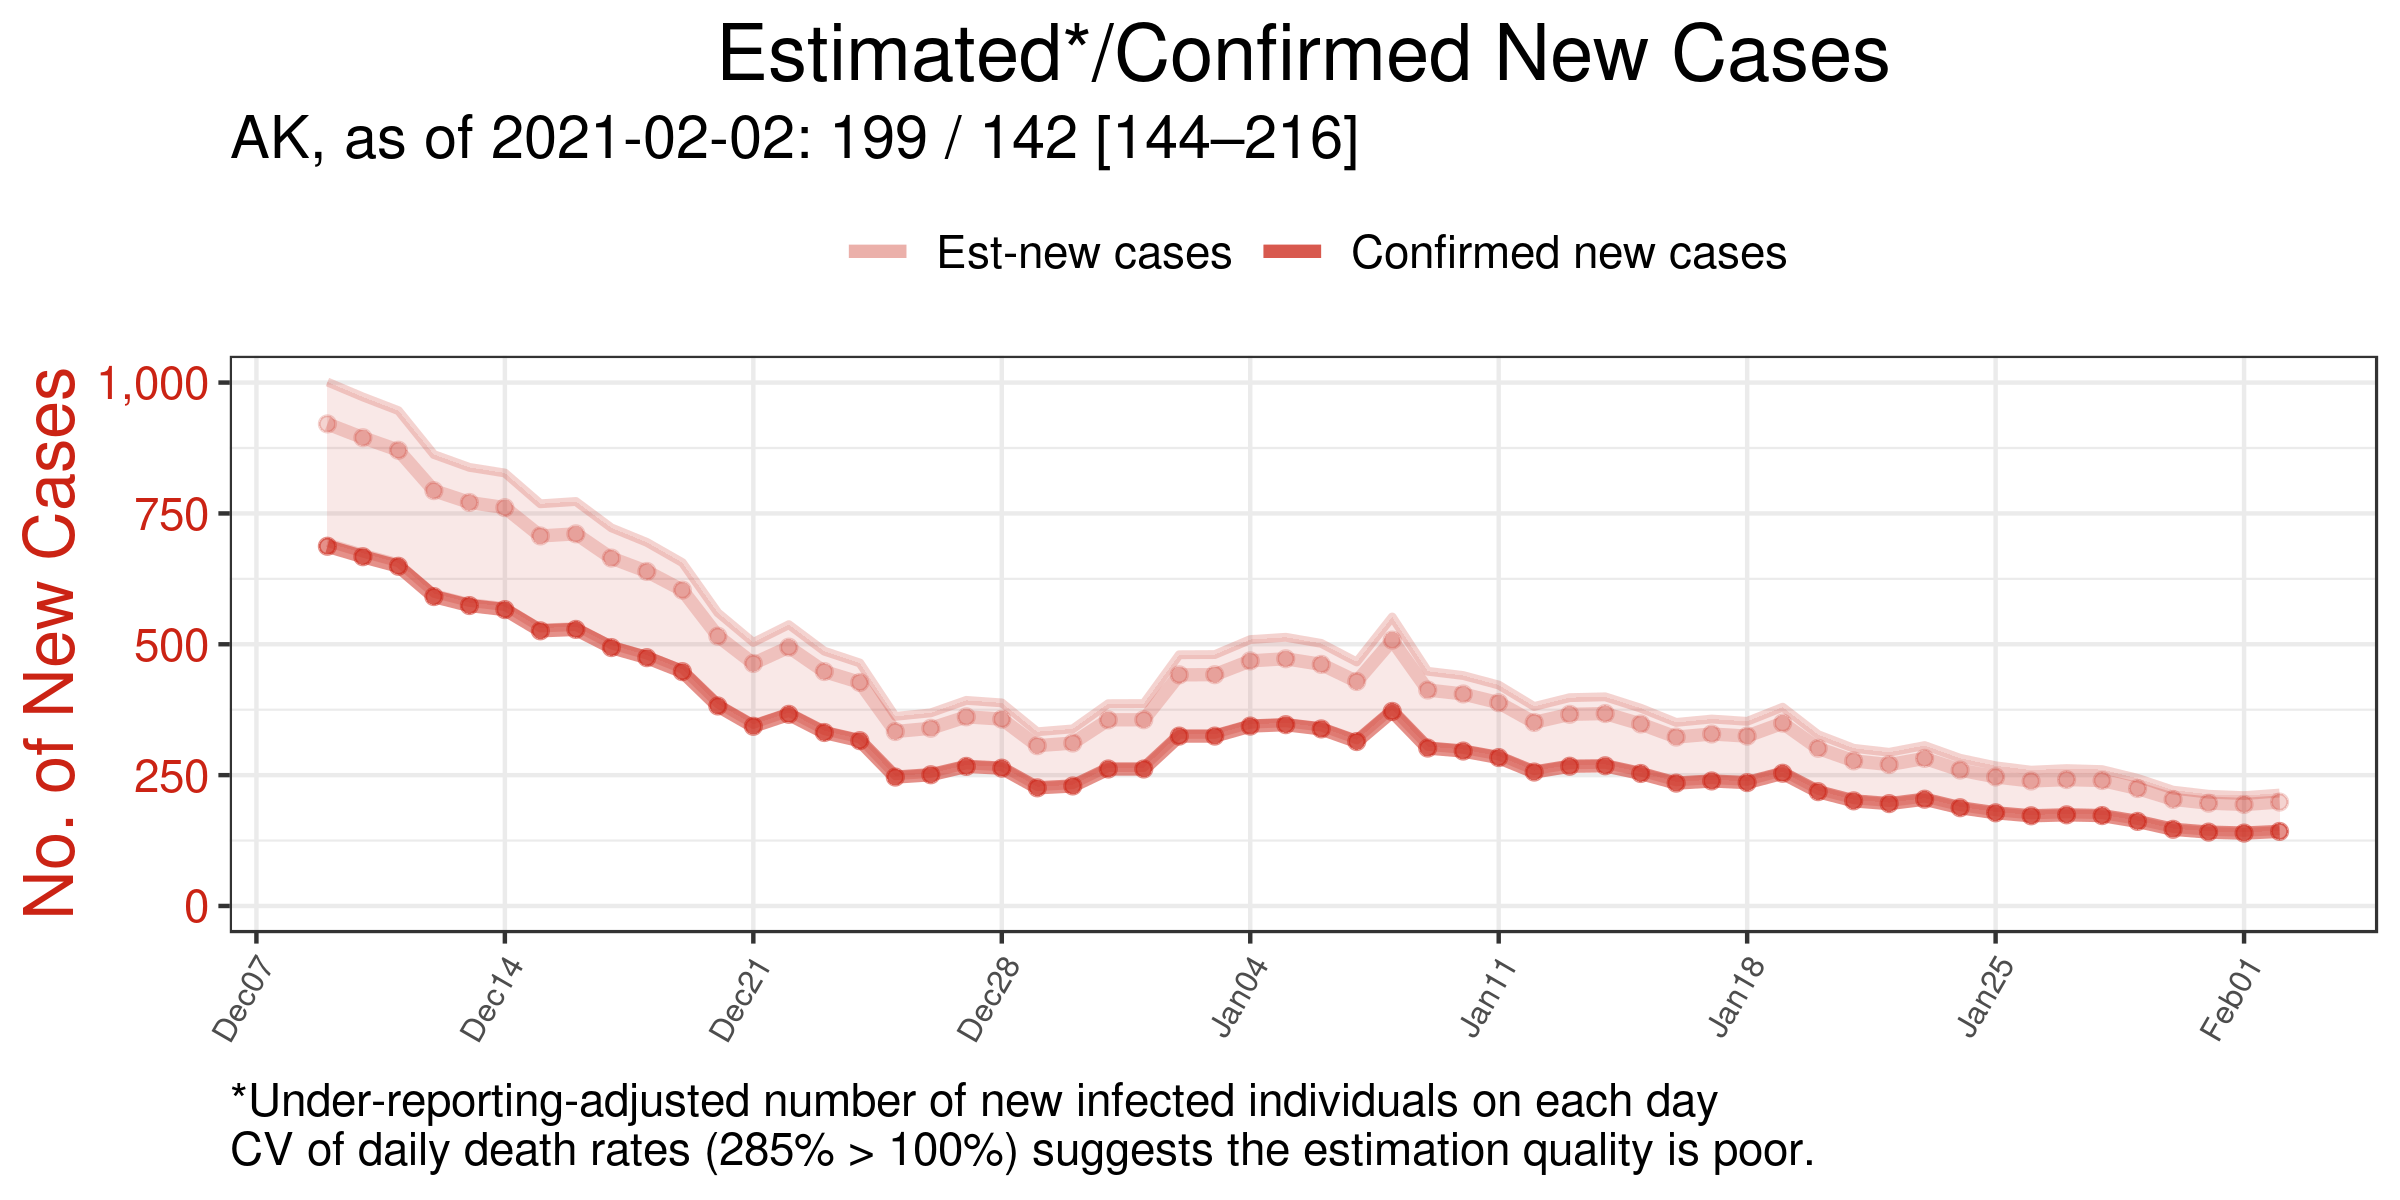 Estimated*/Confirmed New Cases
AK, as of 2021-02-02: 199 / 142 [144–216]
Est-new cases
Confirmed new cases
No. of New Cases
1,000
750
500
250
0
Dec07
Dec14
Dec21
Dec28
Jan04
Jan11
Jan18
Jan25
Feb01
*Under-reporting-adjusted number of new infected individuals on each day
CV of daily death rates (285% > 100%) suggests the estimation quality is poor.